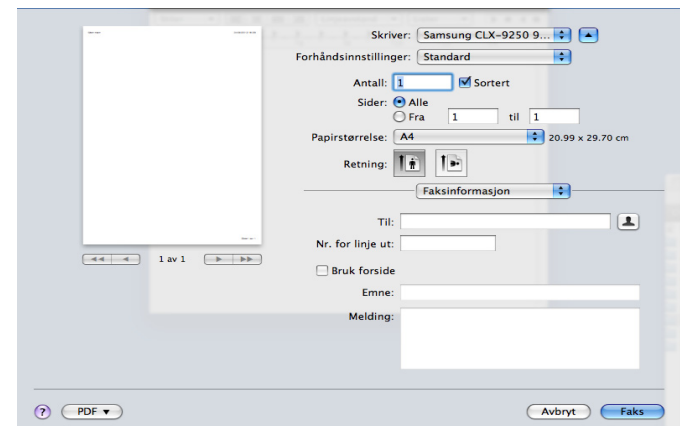 Skriver: Samsung CLX-9250 9...
Forhåndsinnstillinger: Standard
Antall: 1 Sortert
Sider: Alle
Fra 1 til 1
Papirstørrelse: A4 20.99 x 29.70 cm
Retning:
Faksinformasjon
Til:
Nr. for linje ut:
1 av 1
Bruk forside
Emne:
Melding:
? PDF Avbryt Faks